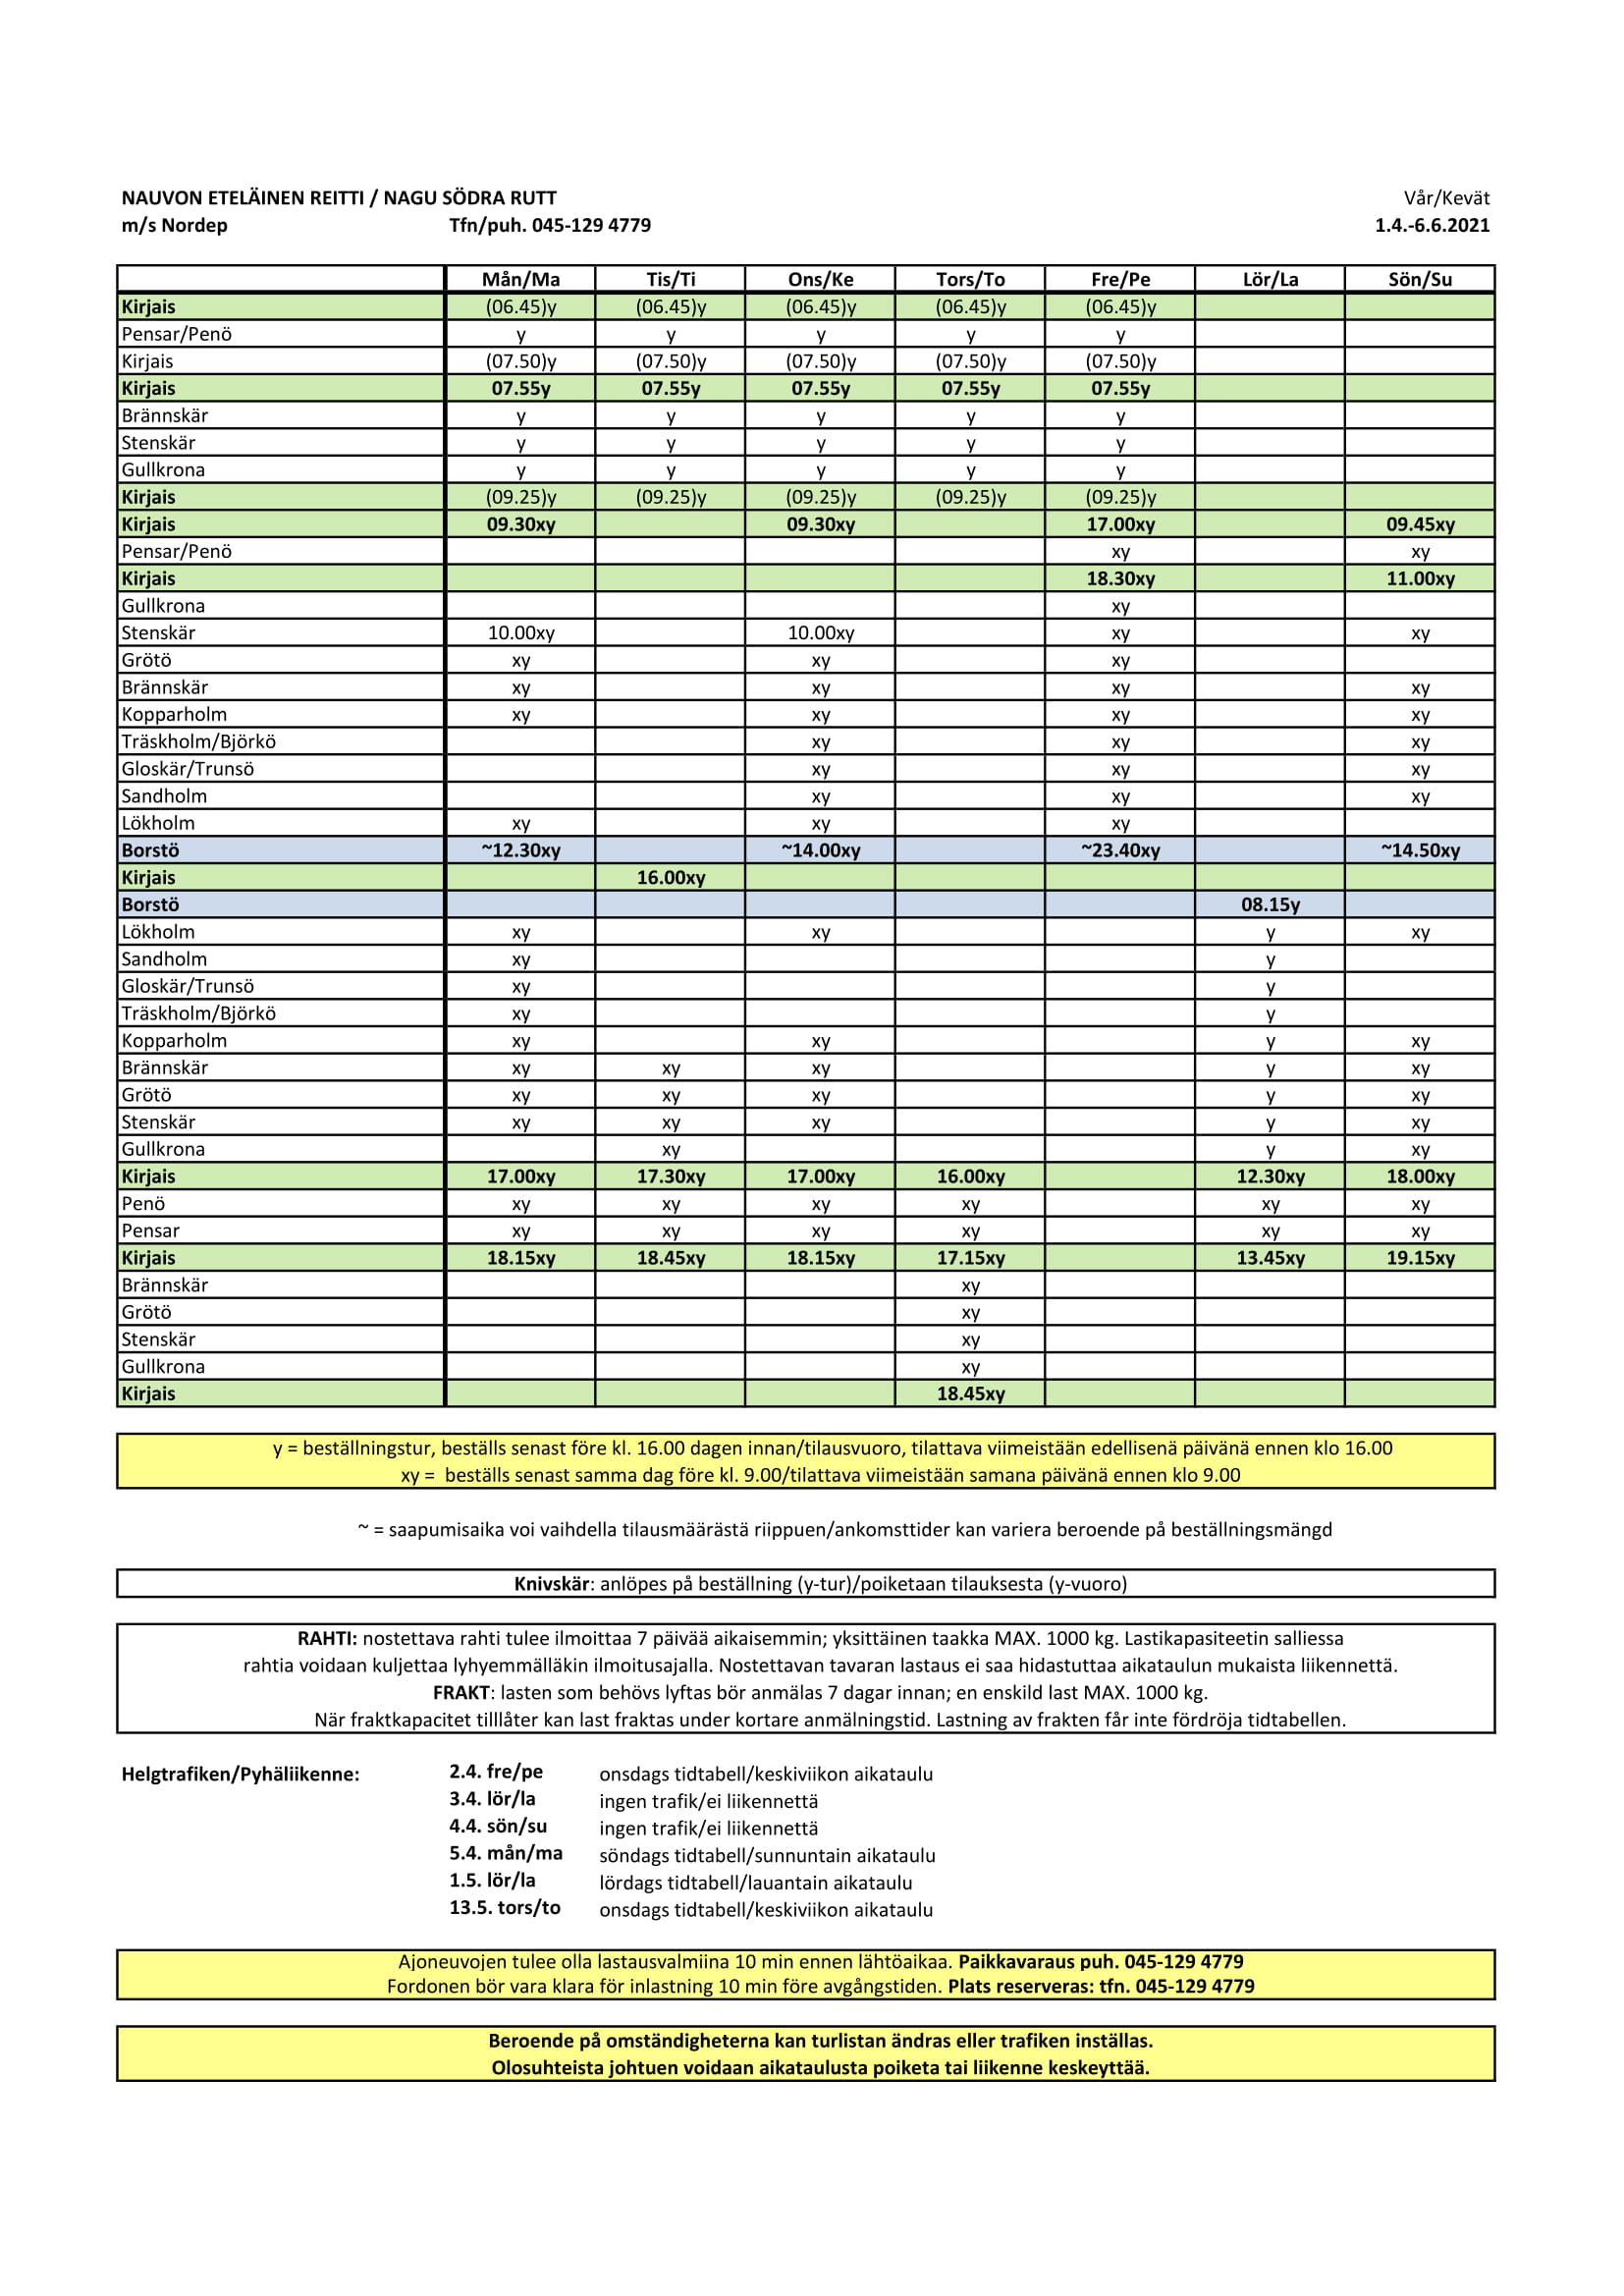 NAUVON ETELÄINEN REITTI / NAGU SÖDRA RUTT Vår/Kevät
m/s Nordep Tfn/puh. 045-129 4779 1.4.-6.6.2021
Mån/Ma Tis/Ti Ons/Ke Tors/To Fre/Pe Lör/La Sön/Su
Kirjais (06.45)y (06.45)y (06.45)y (06.45)y (06.45)y
Pensar/Penö y y y y y
Kirjais (07.50)y (07.50)y (07.50)y (07.50)y (07.50)y
Kirjais 07.55y 07.55y 07.55y 07.55y 07.55y
Brännskär y y y y y
Stenskär y y y y y
Gullkrona y y y y y
Kirjais (09.25)y (09.25)y (09.25)y (09.25)y (09.25)y
Kirjais 09.30xy 09.30xy 17.00xy 09.45xy
Pensar/Penö xy xy
Kirjais 18.30xy 11.00xy
Gullkrona xy
Stenskär 10.00xy 10.00xy xy xy
Grötö xy xy xy
Brännskär xy xy xy xy
Kopparholm xy xy xy xy
Träskholm/Björkö xy xy xy
Gloskär/Trunsö xy xy xy
Sandholm xy xy xy
Lökholm xy xy xy
Borstö ~12.30xy ~14.00xy ~23.40xy ~14.50xy
Kirjais 16.00xy
Borstö 08.15y
Lökholm xy xy y xy
Sandholm xy y
Gloskär/Trunsö xy y
Träskholm/Björkö xy y
Kopparholm xy xy y xy
Brännskär xy xy xy y xy
Grötö xy xy xy y xy
Stenskär xy xy xy y xy
Gullkrona xy y xy
Kirjais 17.00xy 17.30xy 17.00xy 16.00xy 12.30xy 18.00xy
Penö xy xy xy xy xy xy
Pensar xy xy xy xy xy xy
Kirjais 18.15xy 18.45xy 18.15xy 17.15xy 13.45xy 19.15xy
Brännskär xy
Grötö xy
Stenskär xy
Gullkrona xy
Kirjais 18.45xy
y = beställningstur, beställs senast före kl. 16.00 dagen innan/tilausvuoro, tilattava viimeistään edellisenä päivänä ennen klo 16.00
xy = beställs senast samma dag före kl. 9.00/tilattava viimeistään samana päivänä ennen klo 9.00
~ = saapumisaika voi vaihdella tilausmäärästä riippuen/ankomsttider kan variera beroende på beställningsmängd
Knivskär: anlöpes på beställning (y-tur)/poiketaan tilauksesta (y-vuoro)
RAHTI: nostettava rahti tulee ilmoittaa 7 päivää aikaisemmin; yksittäinen taakka MAX. 1000 kg. Lastikapasiteetin salliessa
rahtia voidaan kuljettaa lyhyemmälläkin ilmoitusajalla. Nostettavan tavaran lastaus ei saa hidastuttaa aikataulun mukaista liikennettä.
FRAKT: lasten som behövs lyftas bör anmälas 7 dagar innan; en enskild last MAX. 1000 kg.
När fraktkapacitet tilllåter kan last fraktas under kortare anmälningstid. Lastning av frakten får inte fördröja tidtabellen.
Helgtrafiken/Pyhäliikenne: 2.4. fre/pe onsdags tidtabell/keskiviikon aikataulu
3.4. lör/la ingen trafik/ei liikennettä
4.4. sön/su ingen trafik/ei liikennettä
5.4. mån/ma söndags tidtabell/sunnuntain aikataulu
1.5. lör/la lördags tidtabell/lauantain aikataulu
13.5. tors/to onsdags tidtabell/keskiviikon aikataulu
Ajoneuvojen tulee olla lastausvalmiina 10 min ennen lähtöaikaa. Paikkavaraus puh. 045-129 4779
Fordonen bör vara klara för inlastning 10 min före avgångstiden. Plats reserveras: tfn. 045-129 4779
Beroende på omständigheterna kan turlistan ändras eller trafiken inställas.
Olosuhteista johtuen voidaan aikataulusta poiketa tai liikenne keskeyttää.